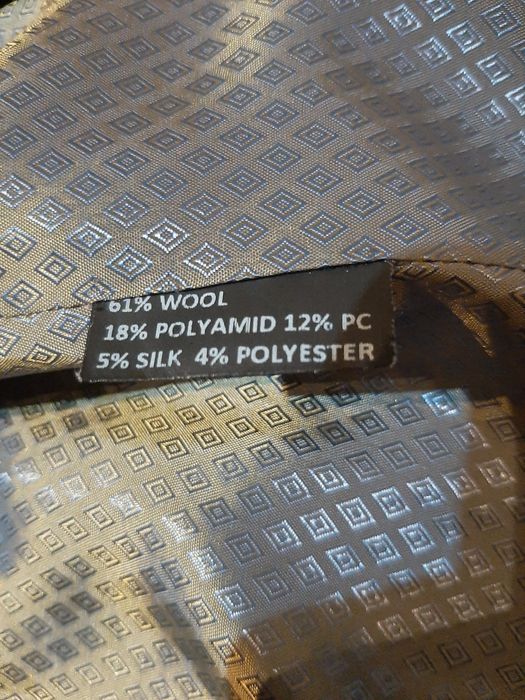 61% WOOL
18% POLYAMID 12% PC
5% SILK 4% POLYESTER